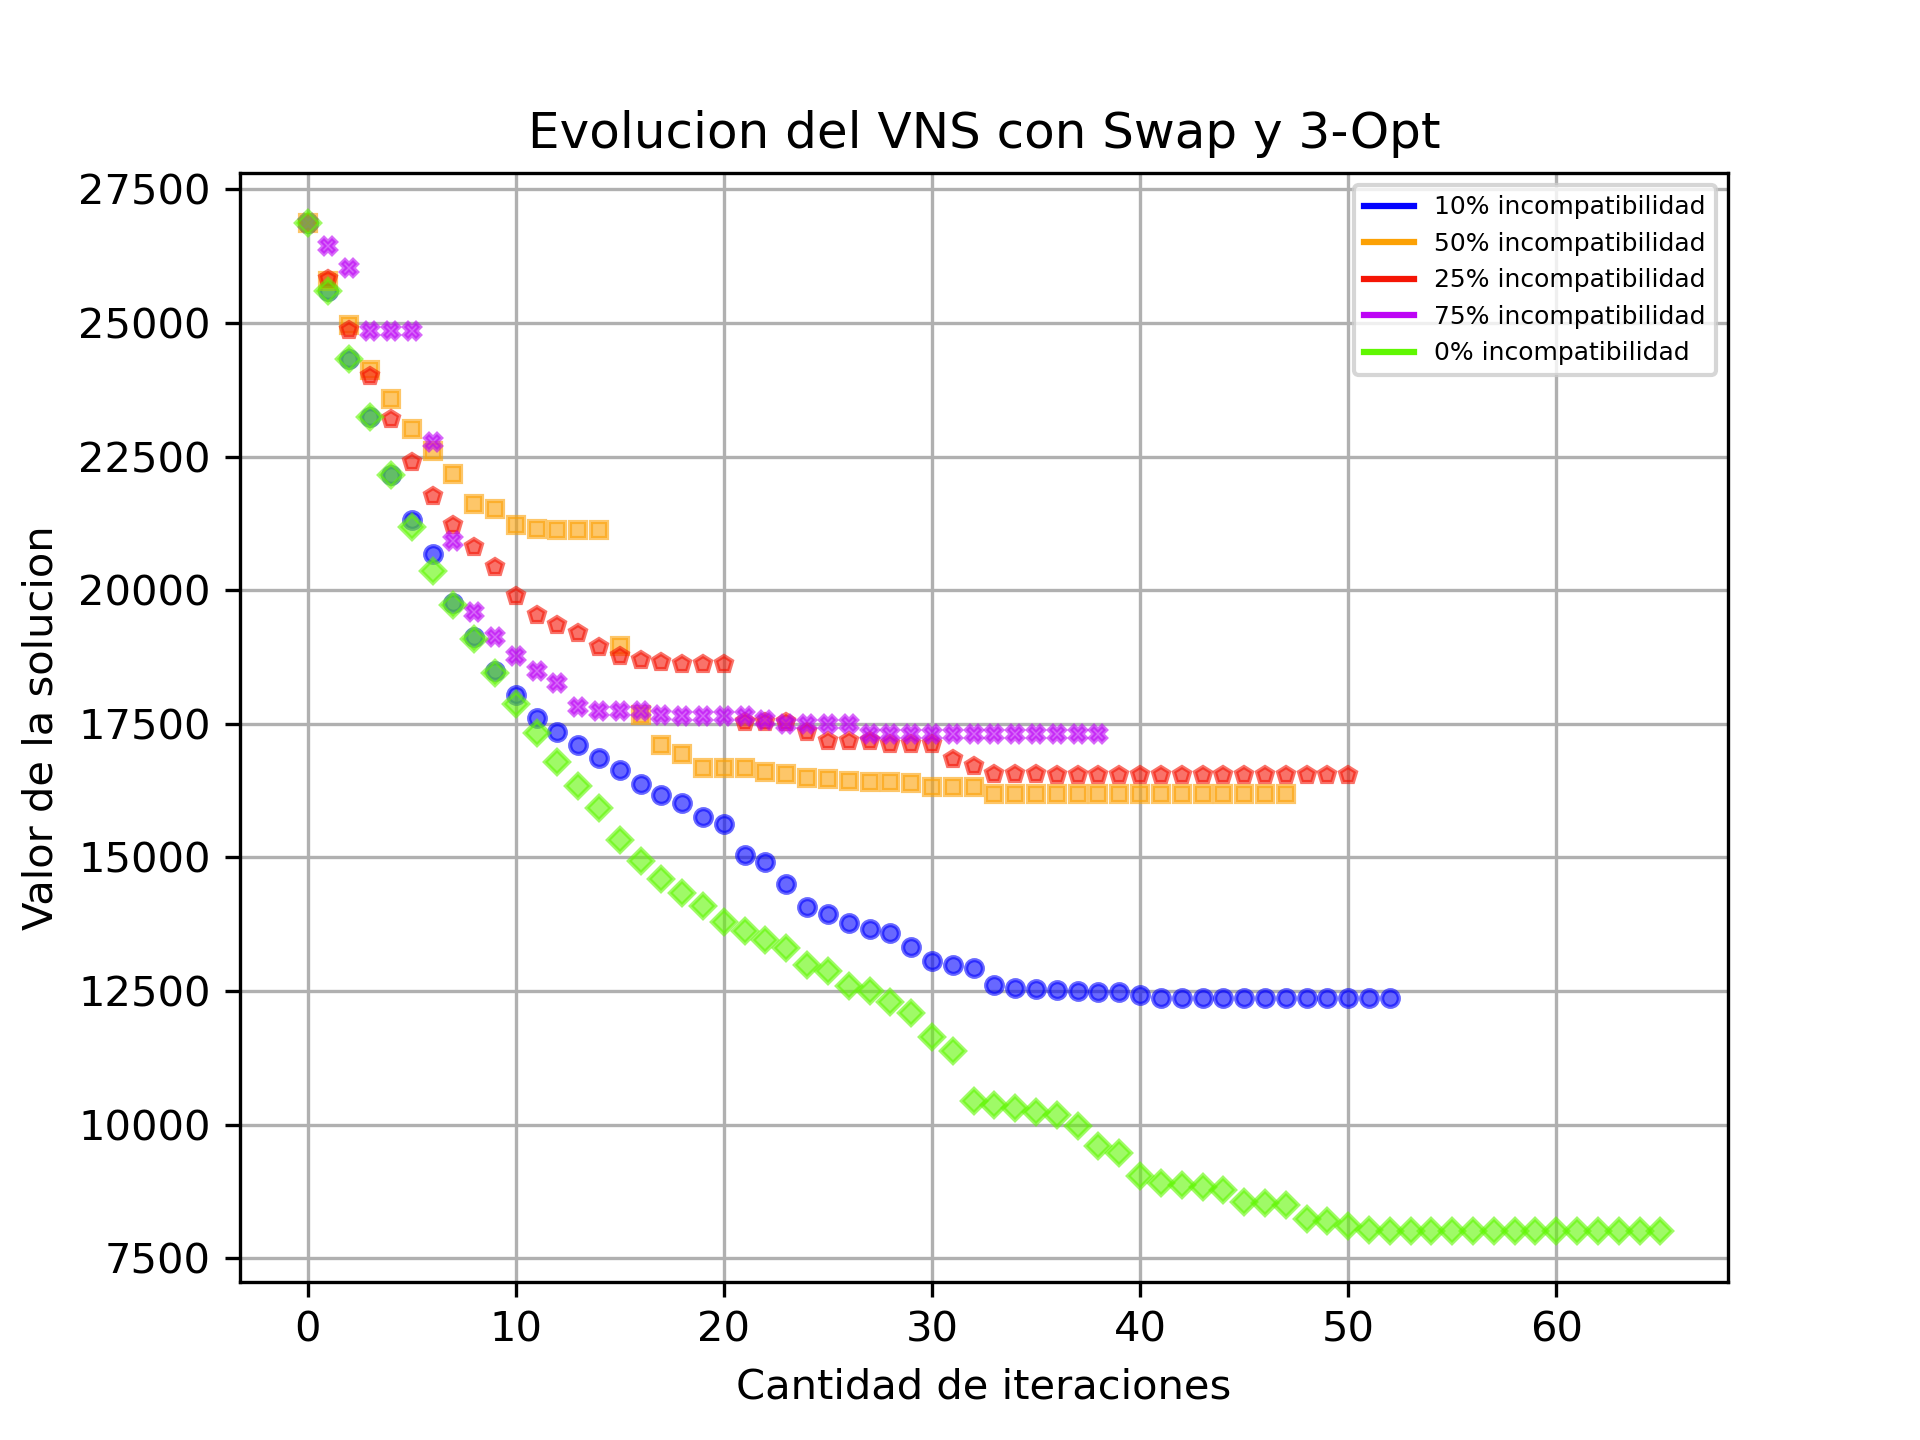 Evolucion del VNS con Swap y 3-Opt
27500
25000
22500
20000
17500
15000
12500
10000
7500
Valor de la solucion
10% incompatibilidad
50% incompatibilidad
25% incompatibilidad
75% incompatibilidad
0% incompatibilidad
0 10 20 30 40 50 60
Cantidad de iteraciones